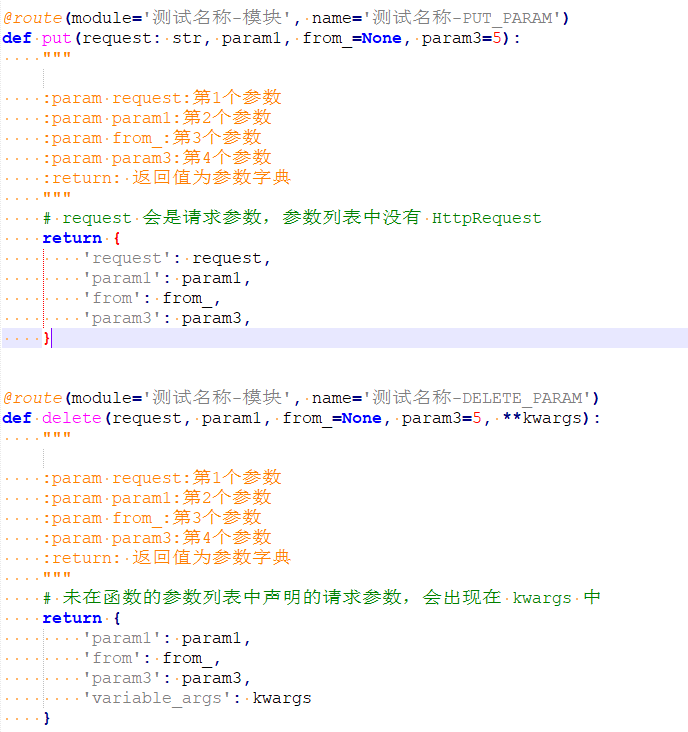 @route(module='测试名称-模块', name='测试名称-PUT_PARAM')
def put(request: str, param1, from_=None, param3=5):
    """

    :param request:第1个参数
    :param param1:第2个参数
    :param from_:第3个参数
    :param param3:第4个参数
    :return: 返回值为参数字典
    """
    # request 会是请求参数，参数列表中没有 HttpRequest
    return {
        'request': request,
        'param1': param1,
        'from': from_,
        'param3': param3,
    }

@route(module='测试名称-模块', name='测试名称-DELETE_PARAM')
def delete(request, param1, from_=None, param3=5, **kwargs):
    """

    :param request:第1个参数
    :param param1:第2个参数
    :param from_:第3个参数
    :param param3:第4个参数
    :return: 返回值为参数字典
    """
    # 未在函数的参数列表中声明的请求参数，会出现在 kwargs 中
    return {
        'param1': param1,
        'from': from_,
        'param3': param3,
        'variable_args': kwargs
    }